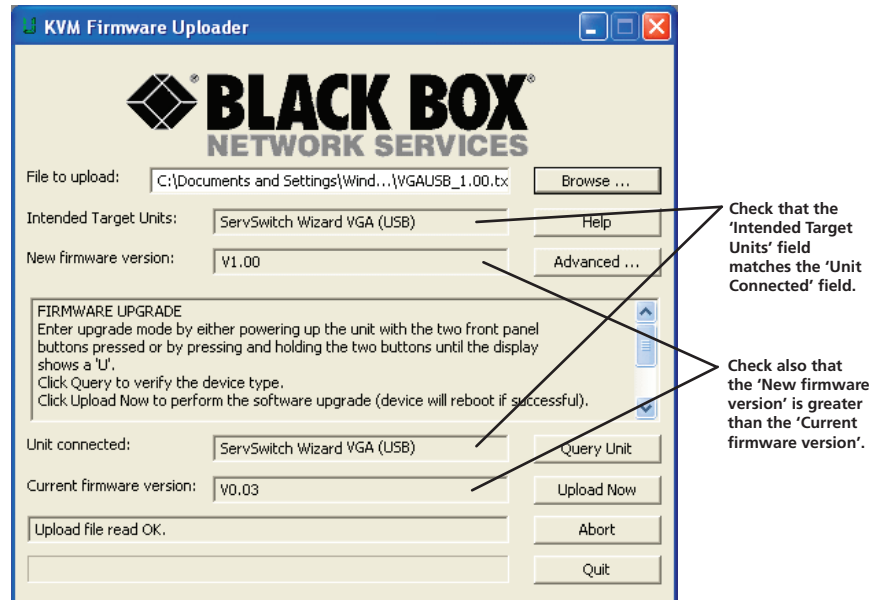 KVM Firmware Uploader
BLACK BOX®
NETWORK SERVICES
File to upload: C:\Documents and Settings\Wind...\VGAUSB_1.00.tx Browse ...
Intended Target Units: ServSwitch Wizard VGA (USB) Help
New firmware version: V1.00 Advanced ...
FIRMWARE UPGRADE
Enter upgrade mode by either powering up the unit with the two front panel
buttons pressed or by pressing and holding the two buttons until the display
shows a 'U'.
Click Query to verify the device type.
Click Upload Now to perform the software upgrade (device will reboot if successful).
Unit connected: ServSwitch Wizard VGA (USB) Query Unit
Current firmware version: V0.03 Upload Now
Upload file read OK. Abort
Quit
Check that the
'Intended Target
Units' field
matches the 'Unit
Connected' field.
Check also that
the 'New firmware
version' is greater
than the 'Current
firmware version'.